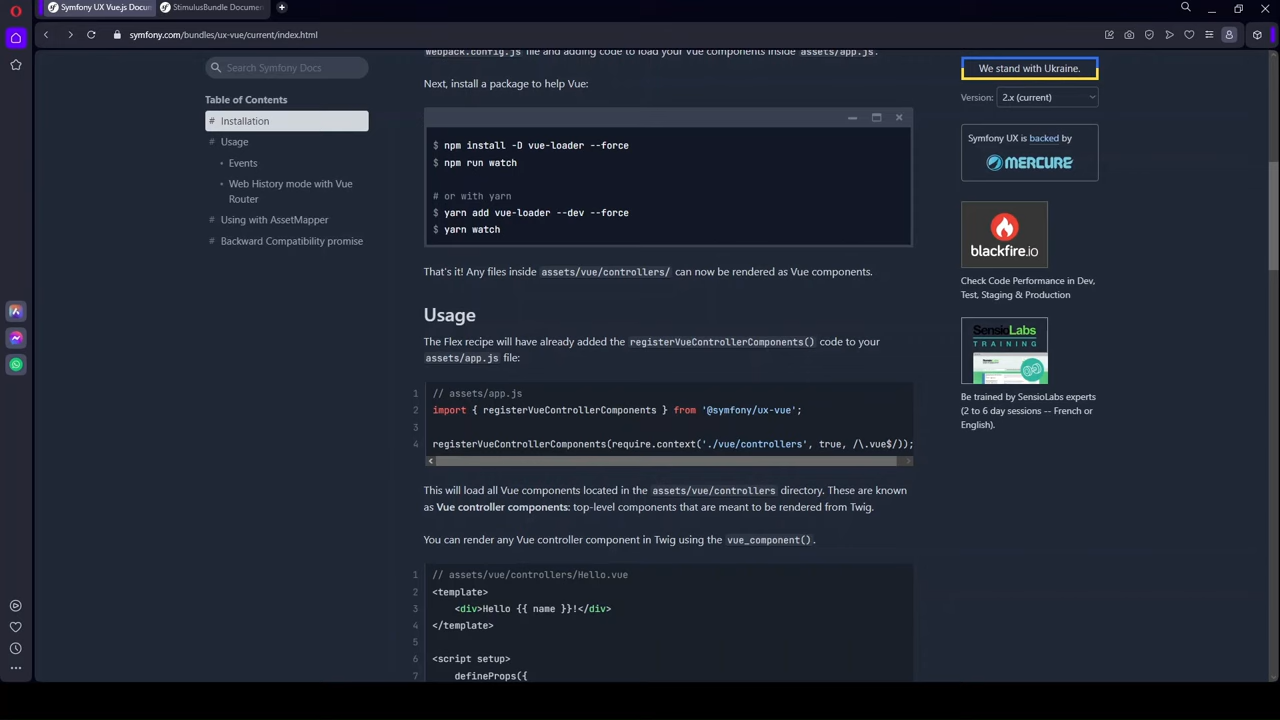 Symfony UX Vue.js Docum
StimulusBundle Documen
symfony.com/bundles/ux-vue/current/index.html
Search Symfony Docs
Table of Contents
# Installation
# Usage
• Events
• Web History mode with Vue
Router
# Using with AssetMapper
# Backward Compatibility promise
webpack.config.js file and adding code to load your Vue components inside assets/app.js.
Next, install a package to help Vue:
$ npm install -D vue-loader --force
$ npm run watch
# or with yarn
$ yarn add vue-loader --dev --force
$ yarn watch
That's it! Any files inside assets/vue/controllers/ can now be rendered as Vue components.
Usage
The Flex recipe will have already added the registerVueControllerComponents() code to your
assets/app.js file:
1 // assets/app.js
2 import { registerVueControllerComponents } from '@symfony/ux-vue';
3
4 registerVueControllerComponents(require.context('./vue/controllers', true, /\.vue$/));
This will load all Vue components located in the assets/vue/controllers directory. These are known
as Vue controller components: top-level components that are meant to be rendered from Twig.
You can render any Vue controller component in Twig using the vue_component().
1 // assets/vue/controllers/Hello.vue
2 <template>
3 <div>Hello {{ name }}!</div>
4 </template>
5
6 <script setup>
7 defineProps({
We stand with Ukraine.
Version: 2.x (current)
Symfony UX is backed by
MERCURE
blackfire.io
Check Code Performance in Dev,
Test, Staging & Production
SensioLabs
TRAINING
Be trained by SensioLabs experts
(2 to 6 day sessions -- French or
English).